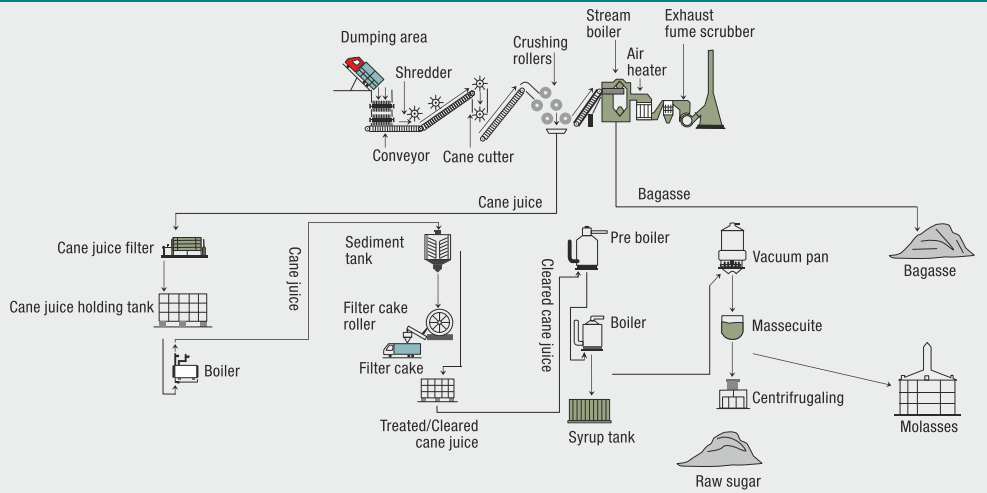 Dumping area
Shredder
Conveyor
Cane cutter
Crushing
rollers
Stream
boiler
Air
heater
Exhaust
fume scrubber
Cane juice
Bagasse
Bagasse
Cane juice filter
Cane juice holding tank
Boiler
Cane juice
Sediment
tank
Filter cake
roller
Filter cake
Treated/Cleared
cane juice
Cleared cane juice
Pre boiler
Boiler
Syrup tank
Vacuum pan
Massecuite
Centrifrugaling
Molasses
Raw sugar